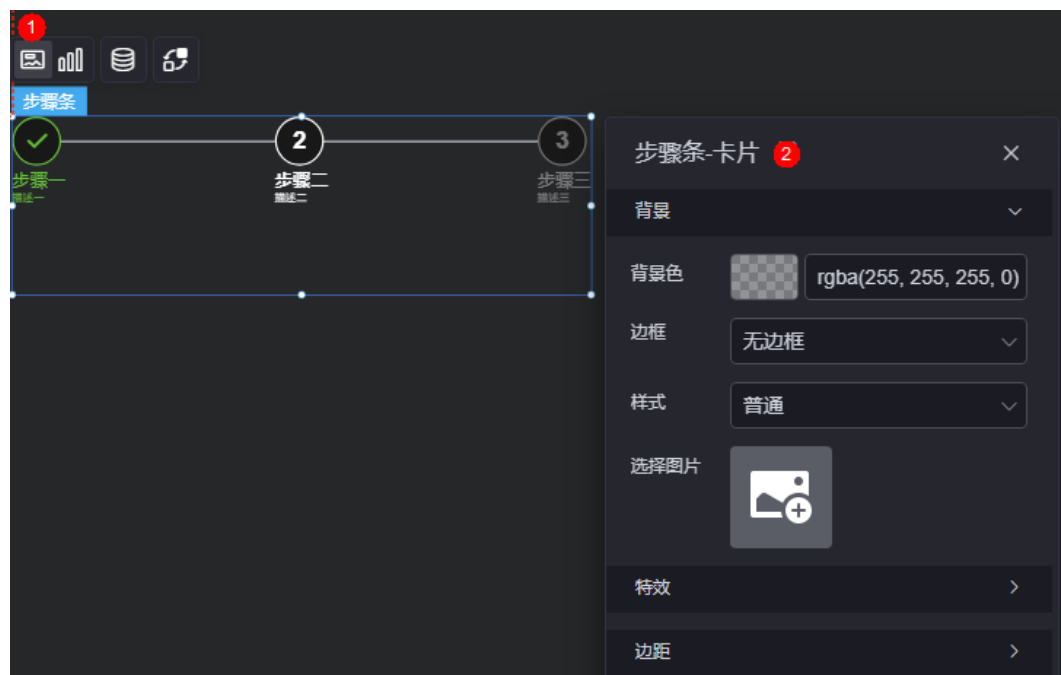 1
步骤条
2
3
步骤一
步骤二
步骤三
描述一
描述二
描述三
步骤条-卡片 2
背景
背景色
rgba(255, 255, 255, 0)
边框
无边框
样式
普通
选择图片
特效
边距